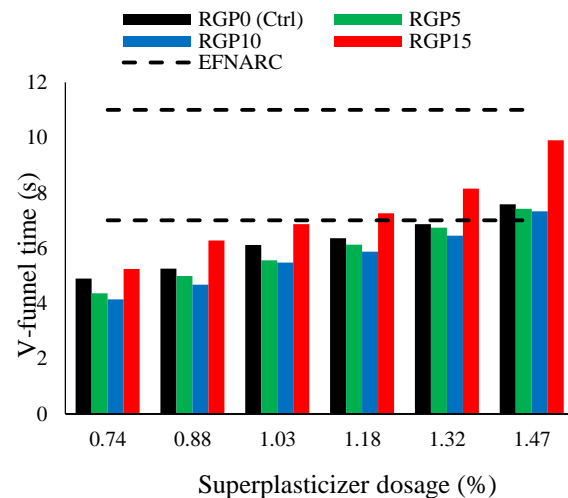 RGP0 (Ctrl) RGP5
RGP10 RGP15
EFNARC
12
10
8
6
4
2
0
V-funnel time (s)
0.74 0.88 1.03 1.18 1.32 1.47
Superplasticizer dosage (%)